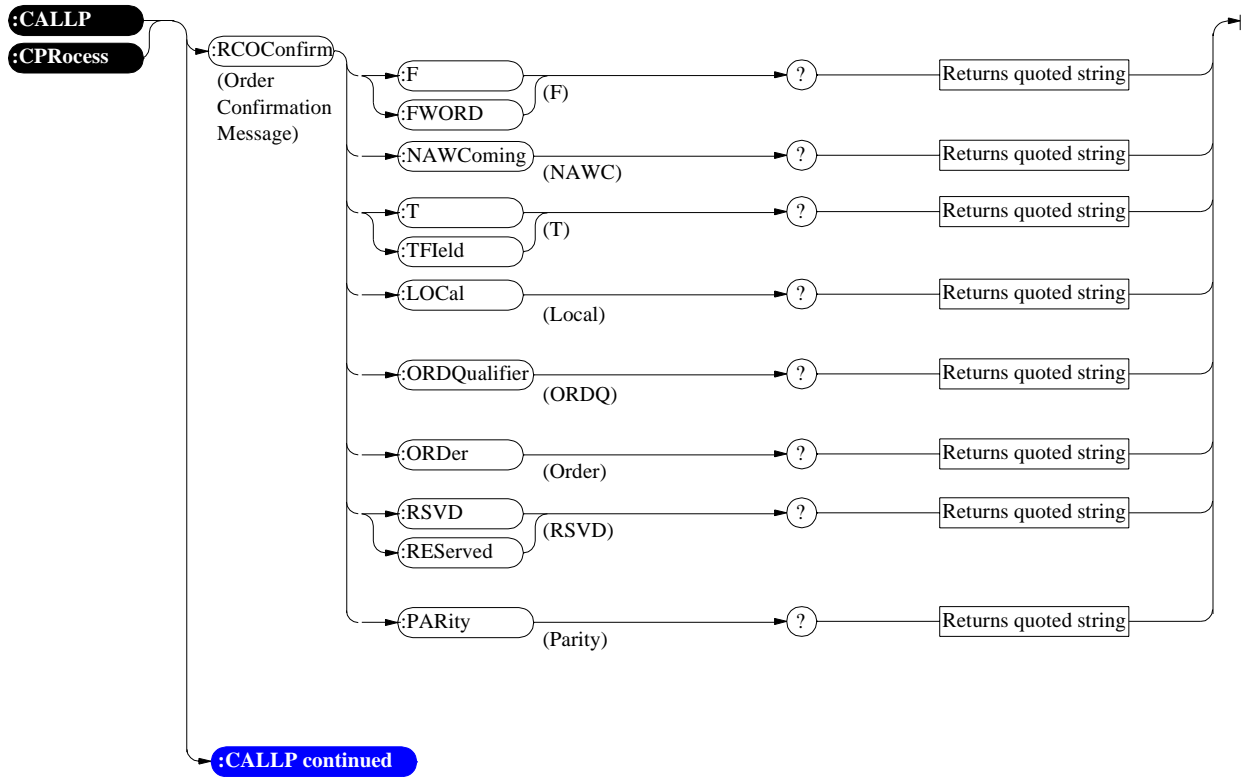 :CALLP
:CPRocess
:RCOConfirm
(Order
Confirmation
Message)
:F
:FWORD
(F)
?
Returns quoted string
:NAWComing
(NAWC)
?
Returns quoted string
:T
:TFIeld
(T)
?
Returns quoted string
:LOCal
(Local)
?
Returns quoted string
:ORDQualifier
(ORDQ)
?
Returns quoted string
:ORDer
(Order)
?
Returns quoted string
:RSVD
:REServed
(RSVD)
?
Returns quoted string
:PARity
(Parity)
?
Returns quoted string
:CALLP continued